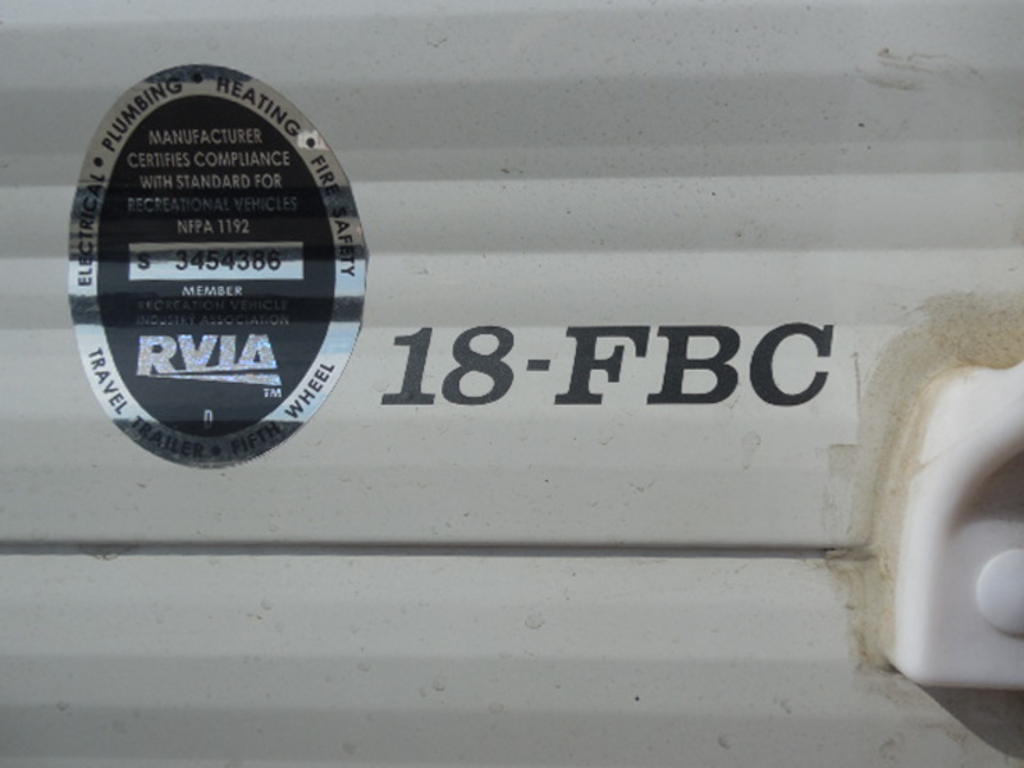 ELECTRICAL • PLUMBING • HEATING • FIRE SAFETY
MANUFACTURER
CERTIFIES COMPLIANCE
WITH STANDARD FOR
RECREATIONAL VEHICLES
NFPA 1192
S 3454386
MEMBER
RECREATION VEHICLE
INDUSTRY ASSOCIATION
RVIA
TM
D
TRAVEL TRAILER • FIFTH WHEEL
18-FBC